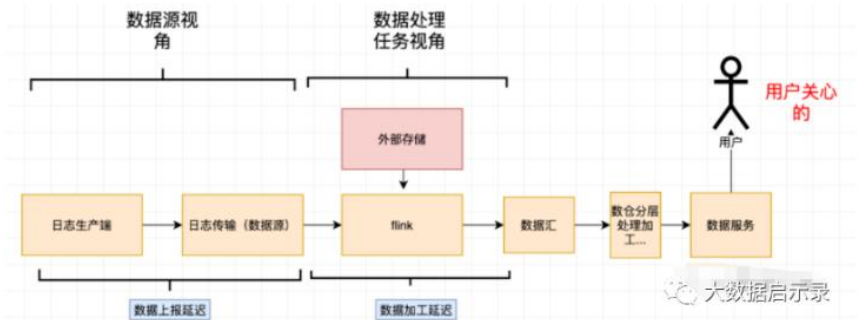 数据源视
角
数据处理
任务视角
用户关心
的
外部存储
用户
日志生产端
日志传输（数据源）
flink
数据汇
数仓分层
处理加
工...
数据服务
数据上报延迟
数据加工延迟
大数据启示录